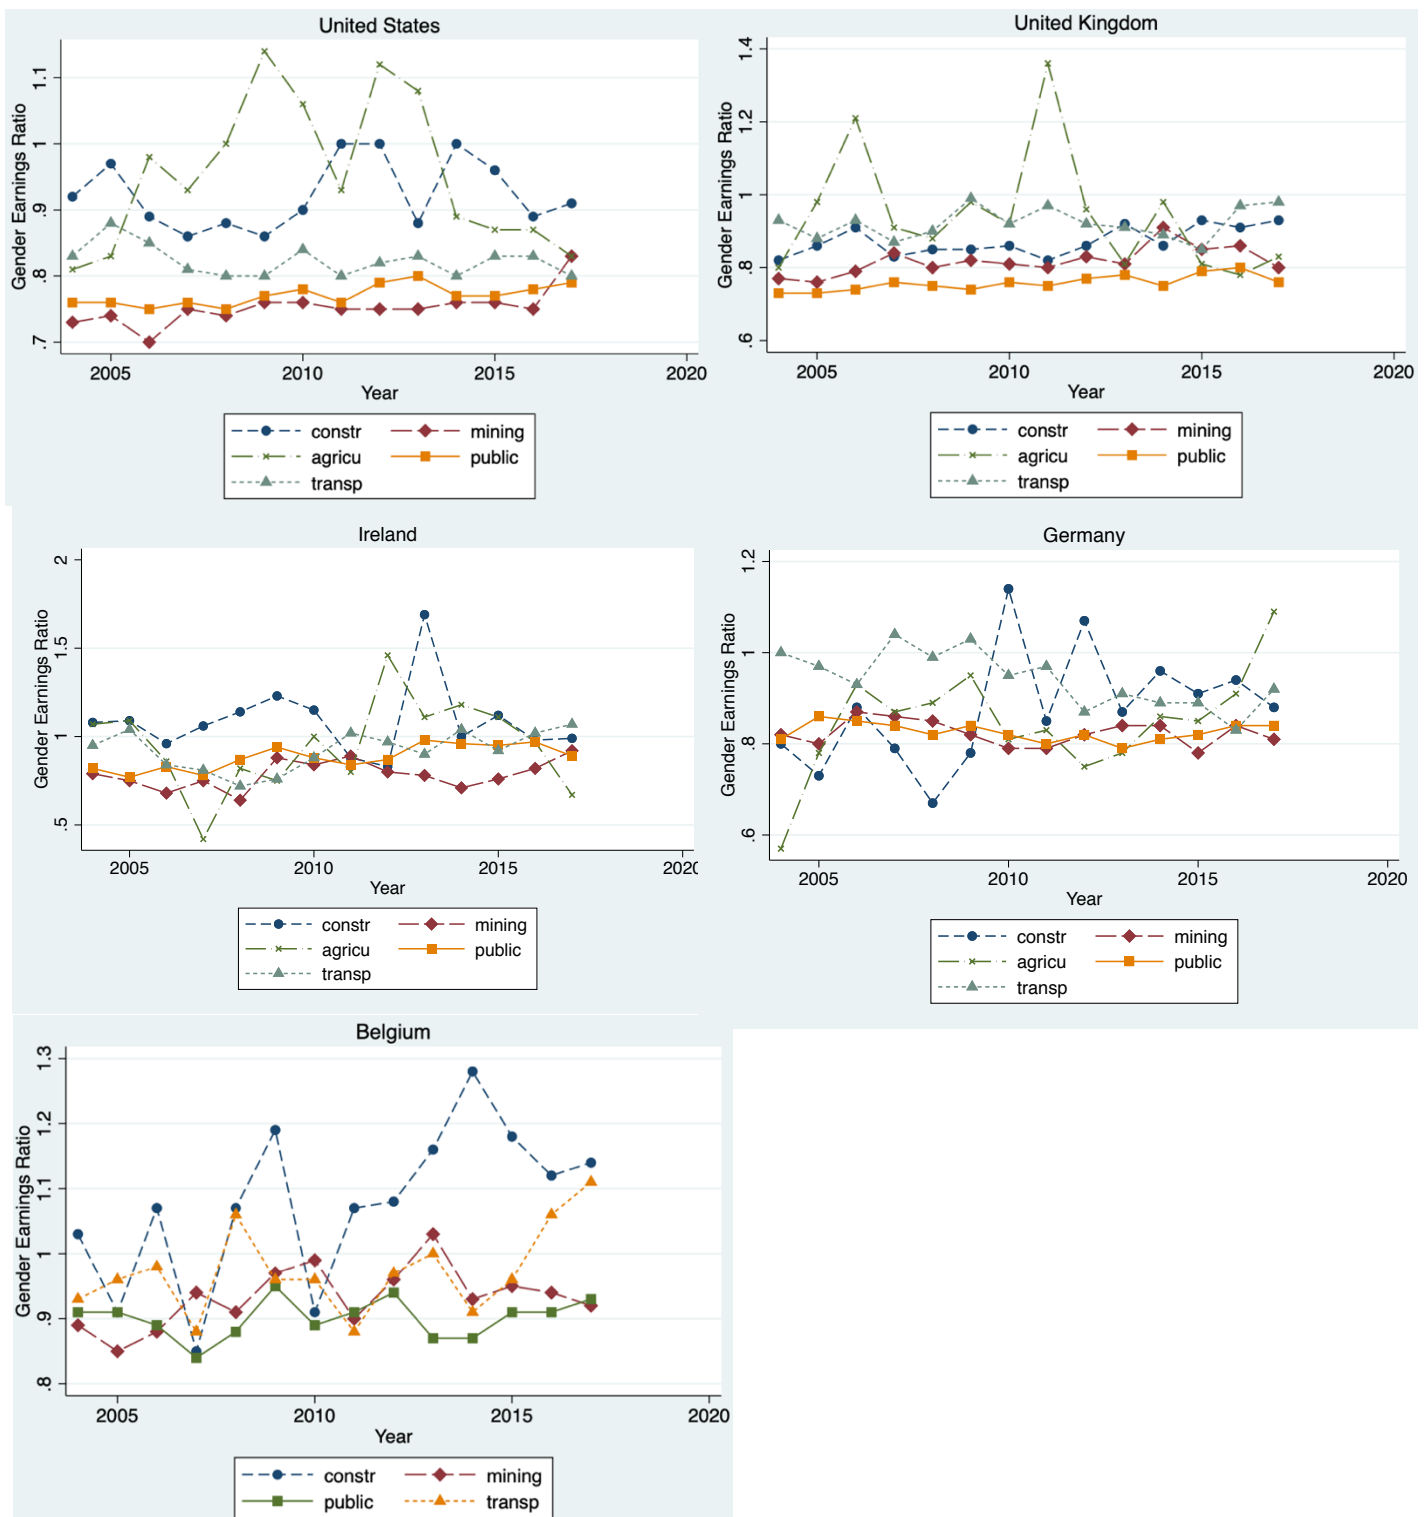 United States
Gender Earnings Ratio
1.1
1
.9
.8
.7
2005 2010 2015 2020
Year
constr mining
agricu public
transp
United Kingdom
Gender Earnings Ratio
1.4
1.2
1
.8
.6
2005 2010 2015 2020
Year
constr mining
agricu public
transp
Ireland
Gender Earnings Ratio
2
1.5
1
.5
2005 2010 2015 2020
Year
constr mining
agricu public
transp
Germany
Gender Earnings Ratio
1.2
1
.8
.6
2005 2010 2015 2020
Year
constr mining
agricu public
transp
Belgium
Gender Earnings Ratio
1.3
1.2
1.1
1
.9
.8
2005 2010 2015 2020
Year
constr mining
public transp